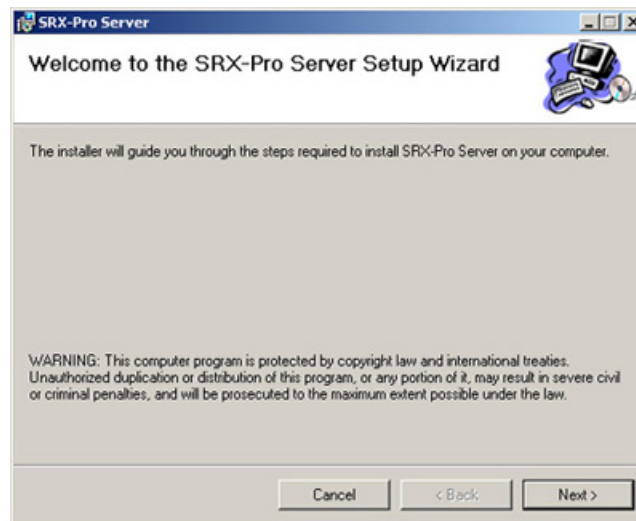 SRX-Pro Server
Welcome to the SRX-Pro Server Setup Wizard
The installer will guide you through the steps required to install SRX-Pro Server on your computer.
WARNING: This computer program is protected by copyright law and international treaties.
Unauthorized duplication or distribution of this program, or any portion of it, may result in severe civil
or criminal penalties, and will be prosecuted to the maximum extent possible under the law.
Cancel < Back Next >